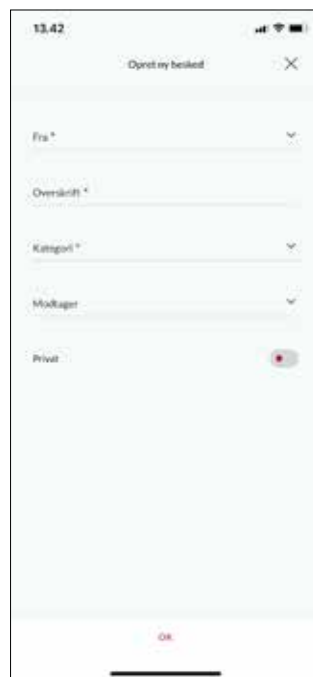 13.42
Opret ny besked
Fra *
Overskrift *
Kategori *
Modtager
Privat
OK